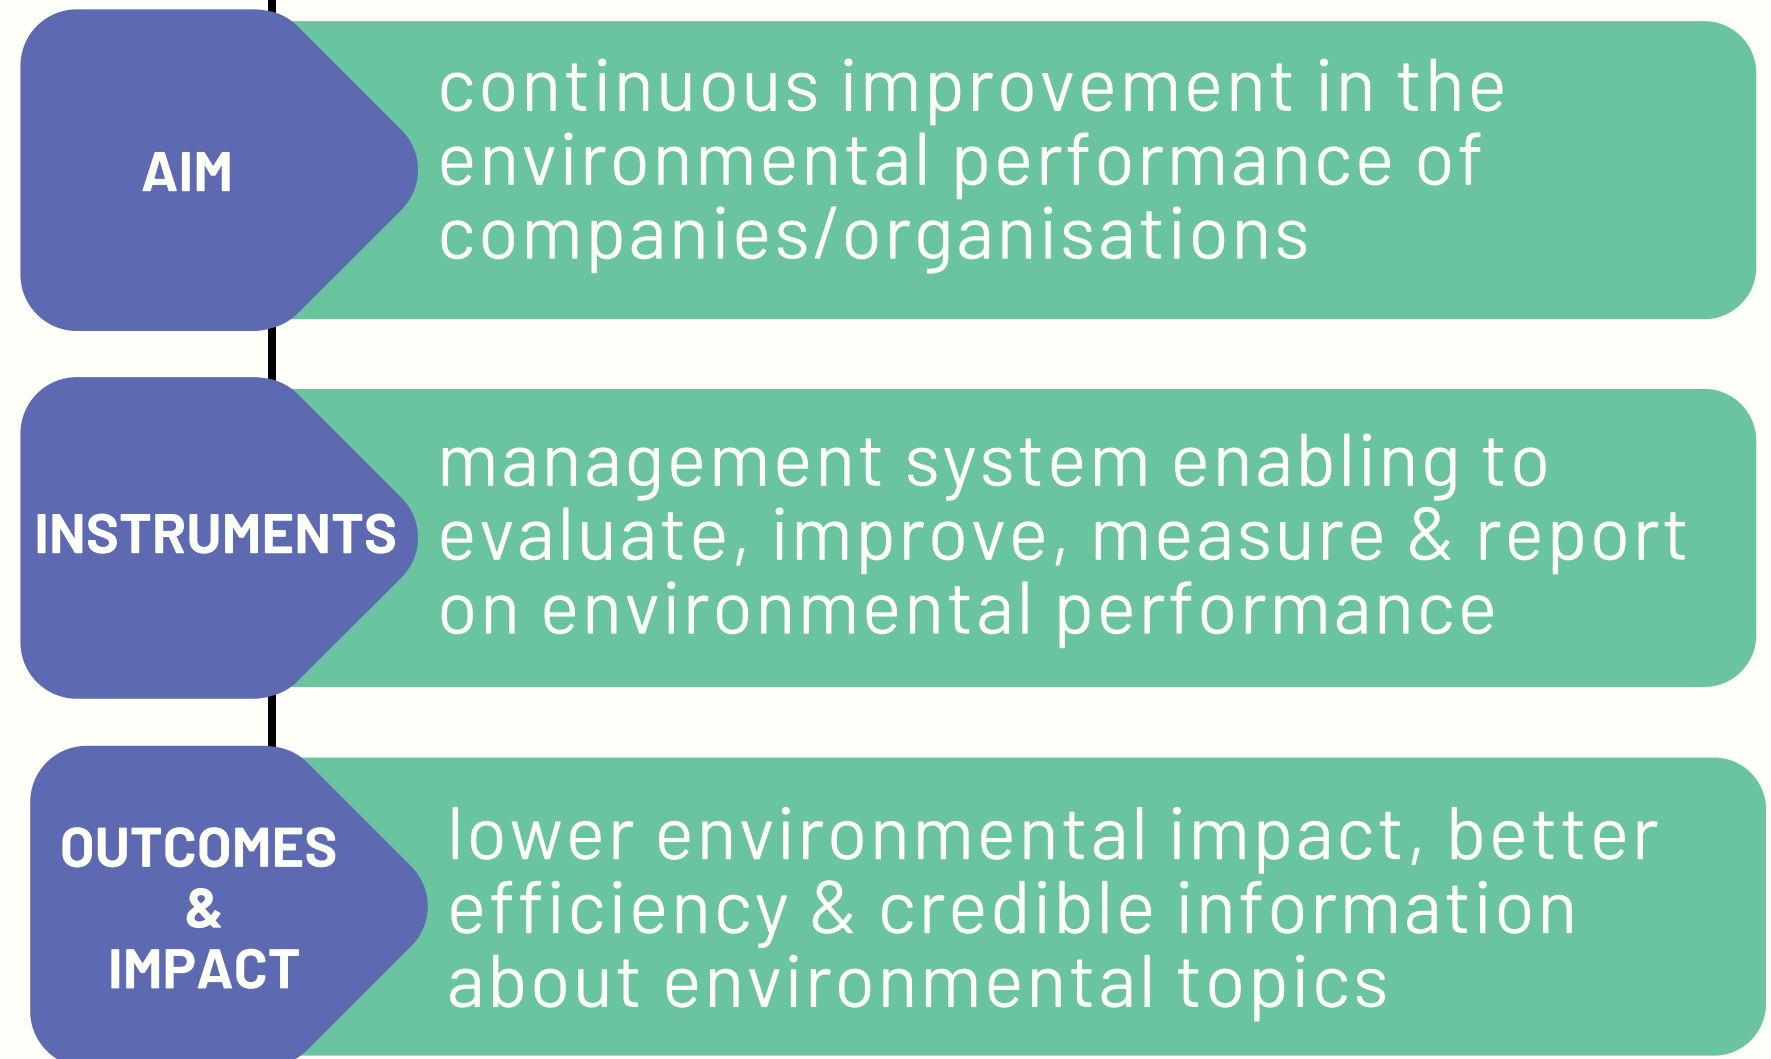 AIM
continuous improvement in the
environmental performance of
companies/organisations
INSTRUMENTS
management system enabling to
evaluate, improve, measure & report
on environmental performance
OUTCOMES
&
IMPACT
lower environmental impact, better
efficiency & credible information
about environmental topics